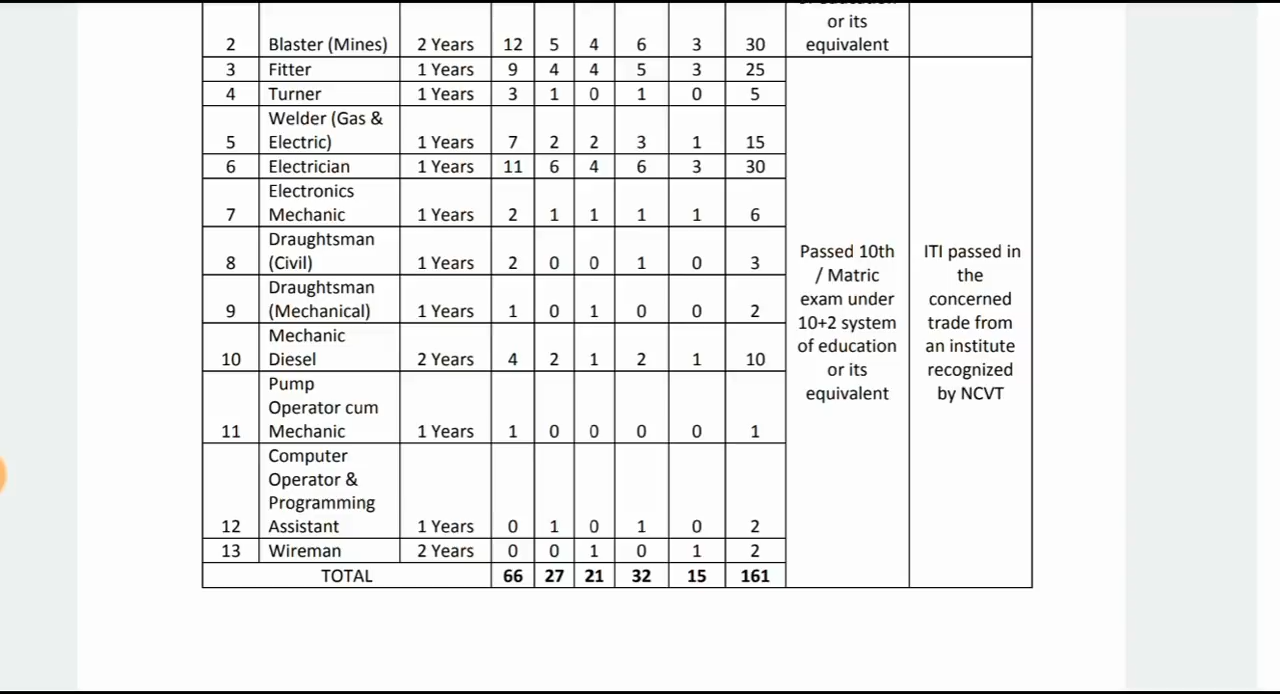 or its
2 Blaster (Mines) 2 Years 12 5 4 6 3 30 equivalent
3 Fitter 1 Years 9 4 4 5 3 25
4 Turner 1 Years 3 1 0 1 0 5
Welder (Gas &
5 Electric) 1 Years 7 2 2 3 1 15
6 Electrician 1 Years 11 6 4 6 3 30
Electronics
7 Mechanic 1 Years 2 1 1 1 1 6
Draughtsman
8 (Civil) 1 Years 2 0 0 1 0 3
Draughtsman
9 (Mechanical) 1 Years 1 0 1 0 0 2
Mechanic
10 Diesel 2 Years 4 2 1 2 1 10
Pump
Operator cum
11 Mechanic 1 Years 1 0 0 0 0 1
Computer
Operator &
Programming
12 Assistant 1 Years 0 1 0 1 0 2
13 Wireman 2 Years 0 0 1 0 1 2
TOTAL 66 27 21 32 15 161
Passed 10th
/ Matric
exam under
10+2 system
of education
or its
equivalent
ITI passed in
the
concerned
trade from
an institute
recognized
by NCVT